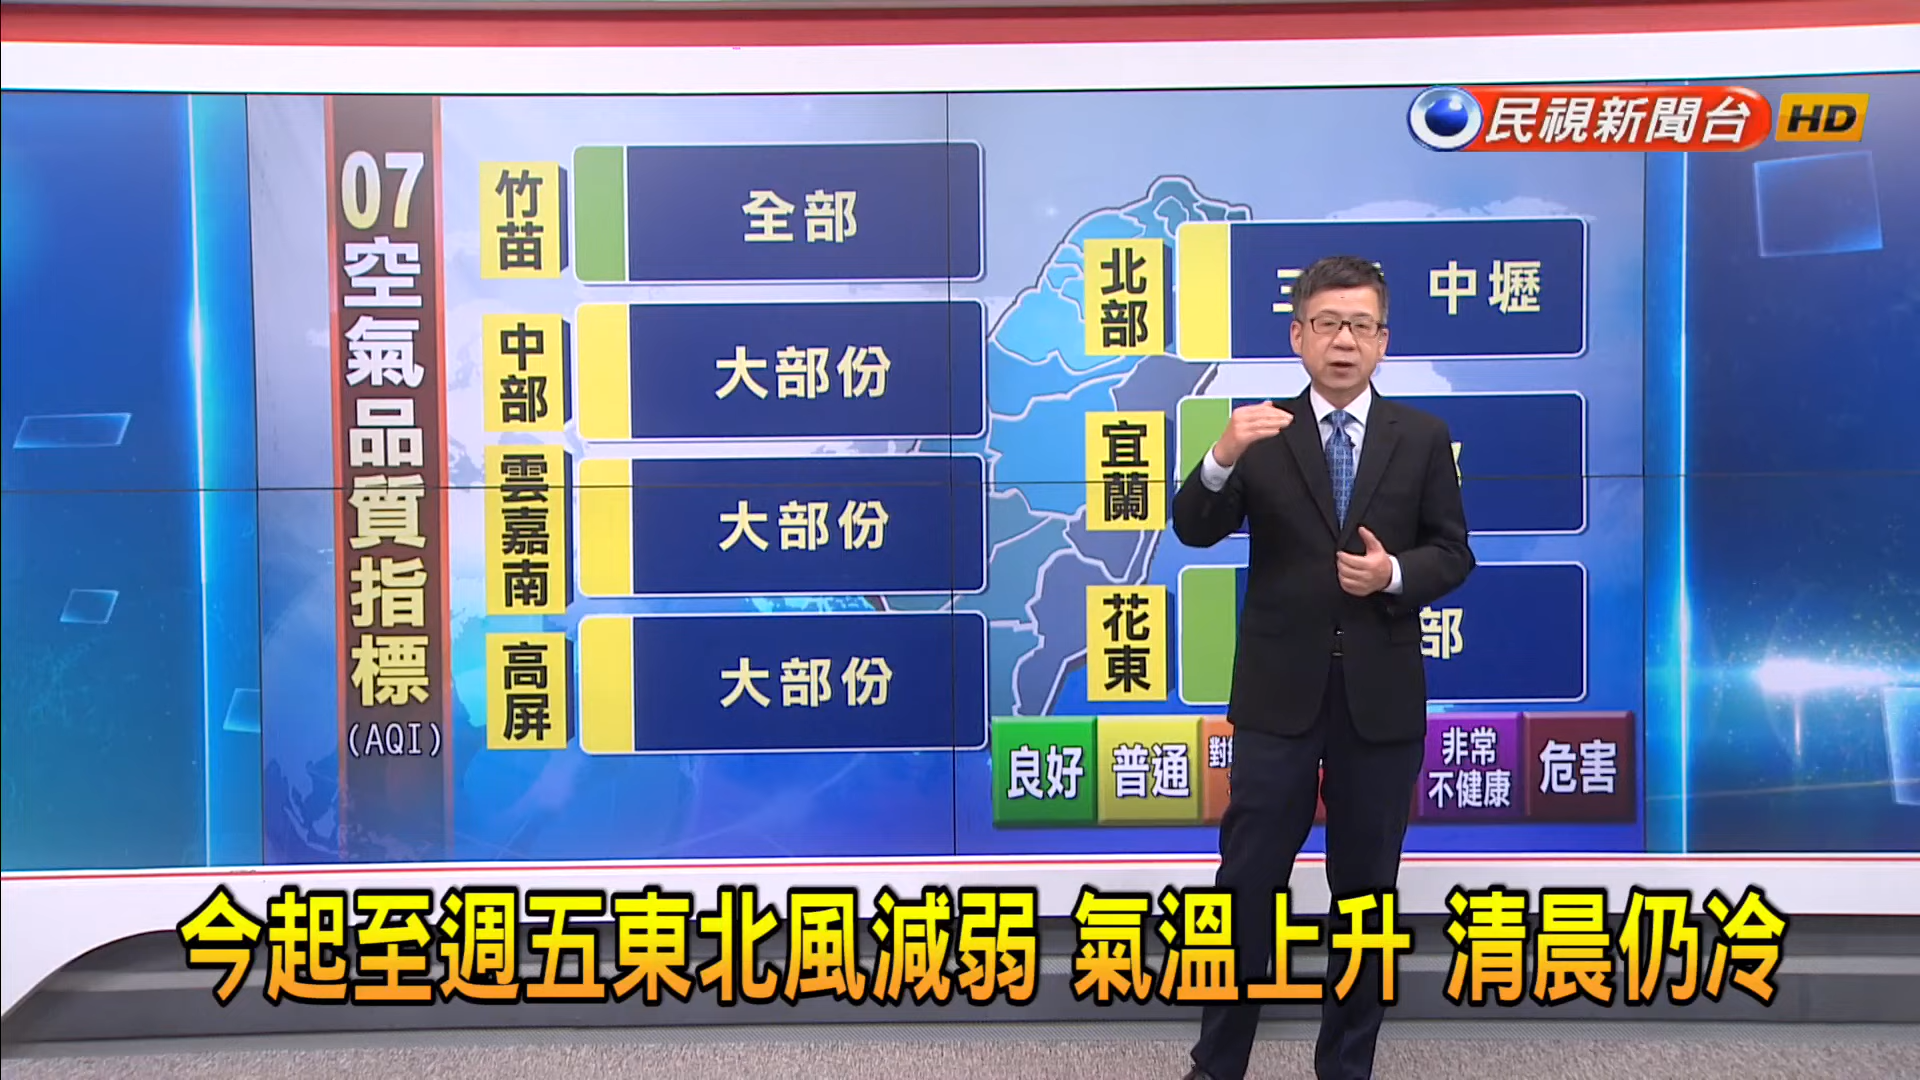 民視新聞台 HD
07空氣品質指標
(AQI)
竹苗 全部
中部 大部份
雲嘉南 大部份
高屏 大部份
北部 中壢
宜蘭
花東 部
良好 普通 非常不健康 危害
今起至週五東北風減弱 氣溫上升 清晨仍冷